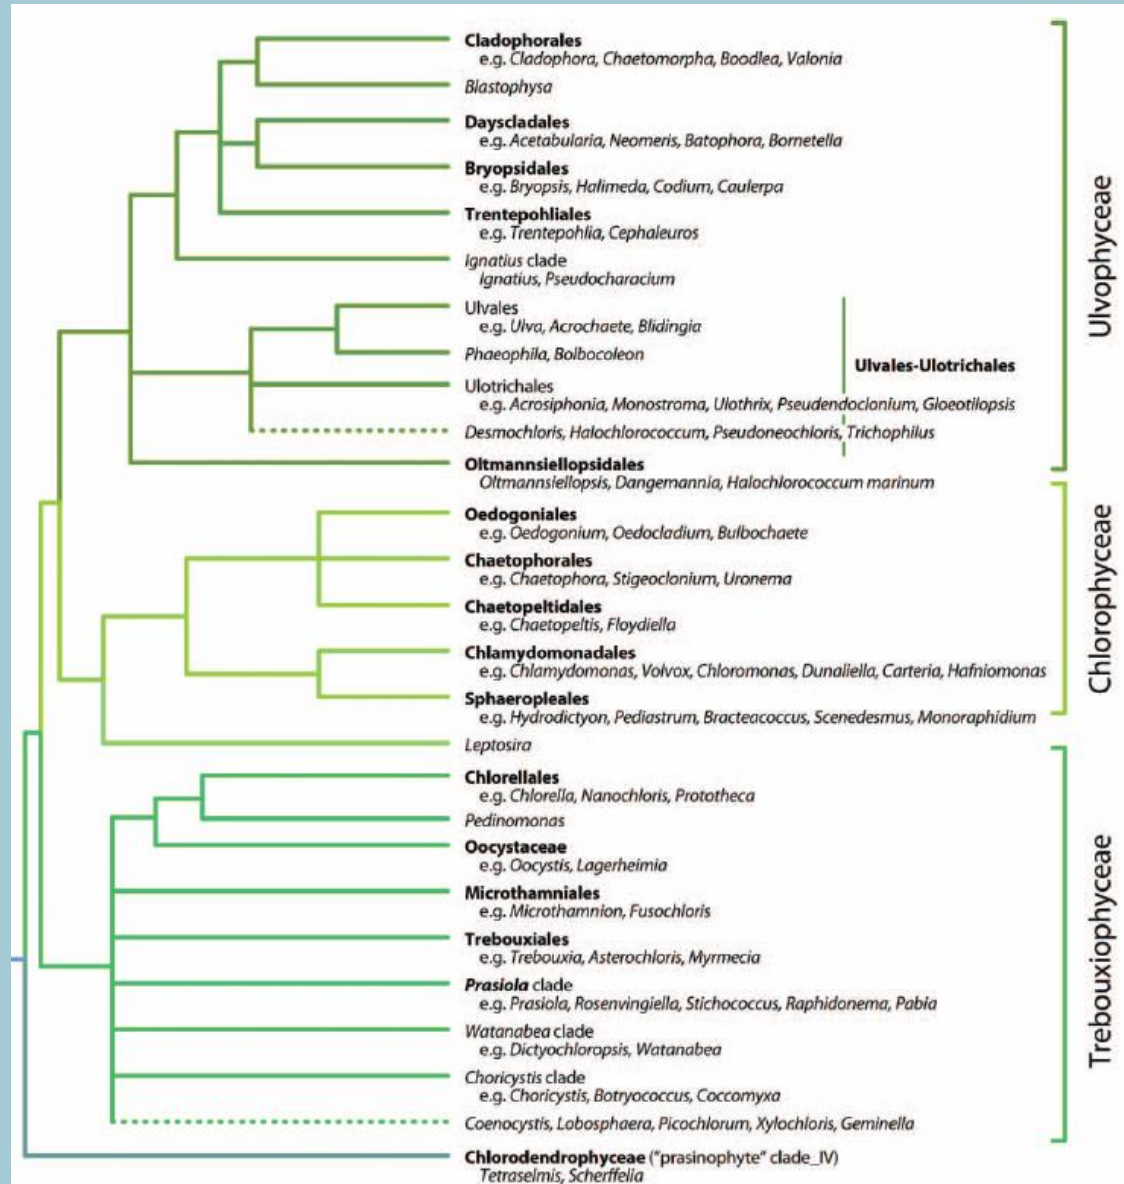 Cladophorales
e.g. Cladophora, Chaetomorpha, Boodlea, Valonia
Blastophysa
Dayscladales
e.g. Acetabularia, Neomeris, Batophora, Bornetella
Bryopsidales
e.g. Bryopsis, Halimeda, Codium, Caulerpa
Trentepohliales
e.g. Trentepohlia, Cephaleuros
Ignatius clade
Ignatius, Pseudocharacium
Ulvales
e.g. Ulva, Acrochaete, Blidingia
Phaeophila, Bolbocoleon
Ulvales-Ulotrichales
Ulotrichales
e.g. Acrosiphonia, Monostroma, Ulothrix, Pseudendoclonium, Gloeotilopsis
Desmochloris, Halochlorococcum, Pseudoneochloris, Trichophilus
Oltmannsiellopsidales
Oltmannsiellopsis, Dangemannia, Halochlorococcum marinum
Ulvophyceae
Oedogoniales
e.g. Oedogonium, Oedocladium, Bulbochaete
Chaetophorales
e.g. Chaetophora, Stigeoclonium, Uronema
Chaetopeltidales
e.g. Chaetopeltis, Floydiella
Chlamydomonadales
e.g. Chlamydomonas, Volvox, Chloromonas, Dunaliella, Carteria, Hafniomonas
Sphaeropleales
e.g. Hydrodictyon, Pediastrum, Bracteacoccus, Scenedesmus, Monoraphidium
Chlorophyceae
Leptosira
Chlorellales
e.g. Chlorella, Nanochloris, Prototheca
Pedinomonas
Oocystaceae
e.g. Oocystis, Lagerheimia
Microthamniales
e.g. Microthamnion, Fusochloris
Trebouxiales
e.g. Trebouxia, Asterochloris, Myrmecia
Prasiola clade
e.g. Prasiola, Rosenvingiella, Stichococcus, Raphidonema, Pabia
Watanabea clade
e.g. Dictyochloropsis, Watanabea
Choricystis clade
e.g. Choricystis, Botryococcus, Coccomyxa
Coenocystis, Lobosphaera, Picochlorum, Xylochloris, Geminella
Trebouxiophyceae
Chlorodendrophyceae ("prasinophyte" clade_IV)
Tetraselmis, Scherffelia